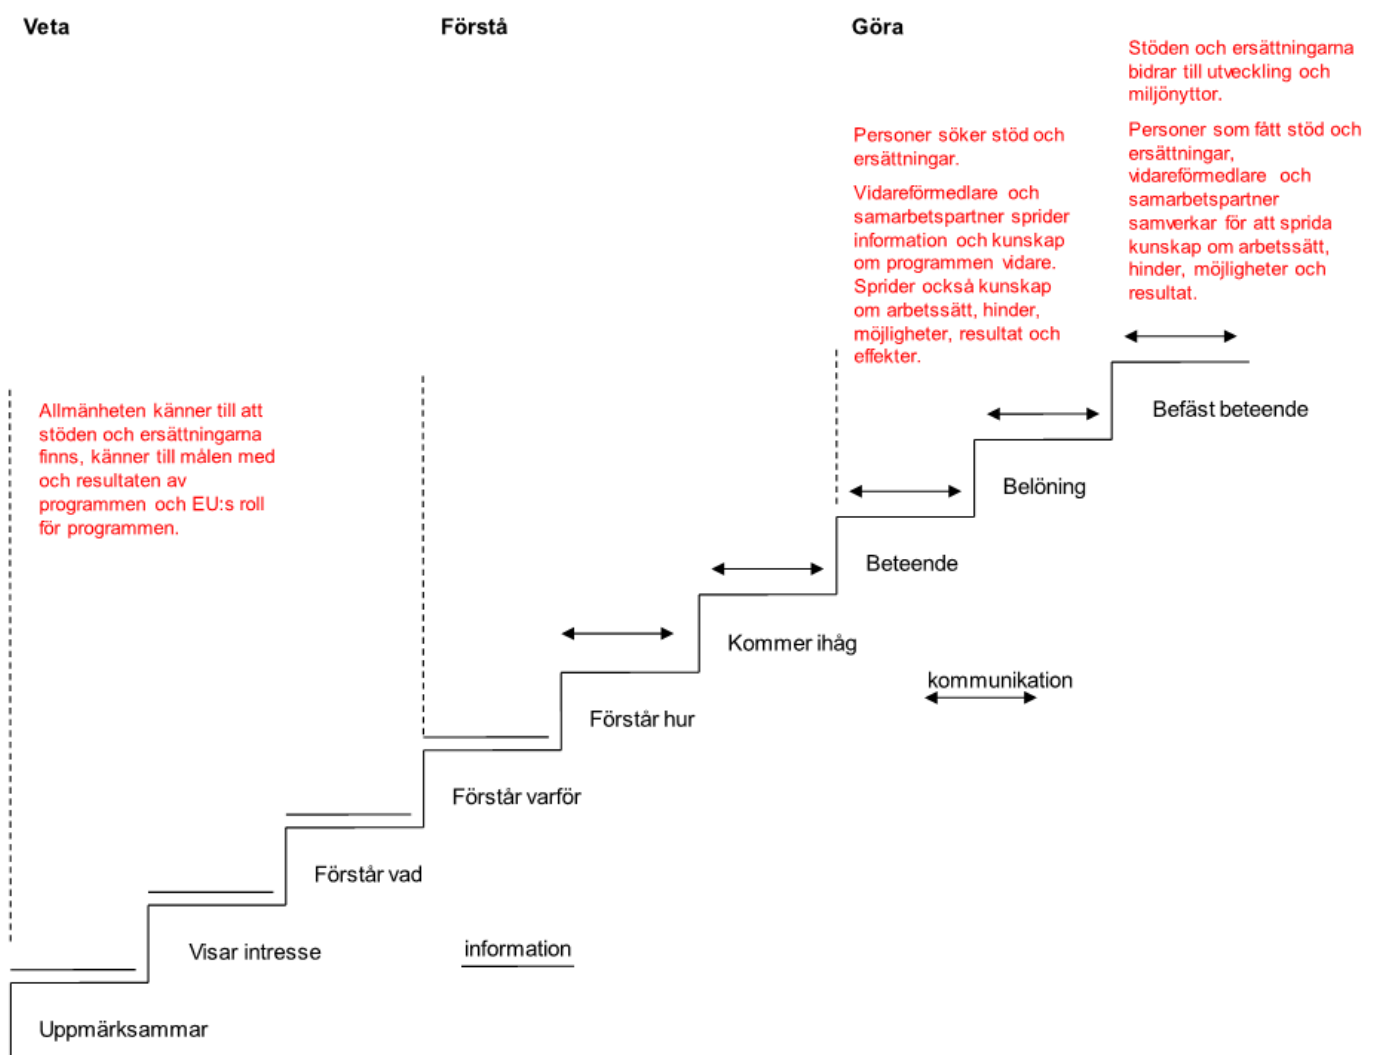 Veta
Förstå
Göra
Stöden och ersättningarna
bidrar till utveckling och
miljönyttor.
Personer som fått stöd och
ersättningar,
vidareförmedlare och
samarbetspartner
samverkar för att sprida
kunskap om arbetssätt,
hinder, möjligheter och
resultat.
Personer söker stöd och
ersättningar.
Vidareförmedlare och
samarbetspartner sprider
information och kunskap
om programmen vidare.
Sprider också kunskap
om arbetssätt, hinder,
möjligheter, resultat och
effekter.
Allmänheten känner till att
stöden och ersättningarna
finns, känner till målen med
och resultaten av
programmen och EU:s roll
för programmen.
Befäst beteende
Belöning
Beteende
Kommer ihåg
kommunikation
Förstår hur
Förstår varför
Förstår vad
Visar intresse
information
Uppmärksammar